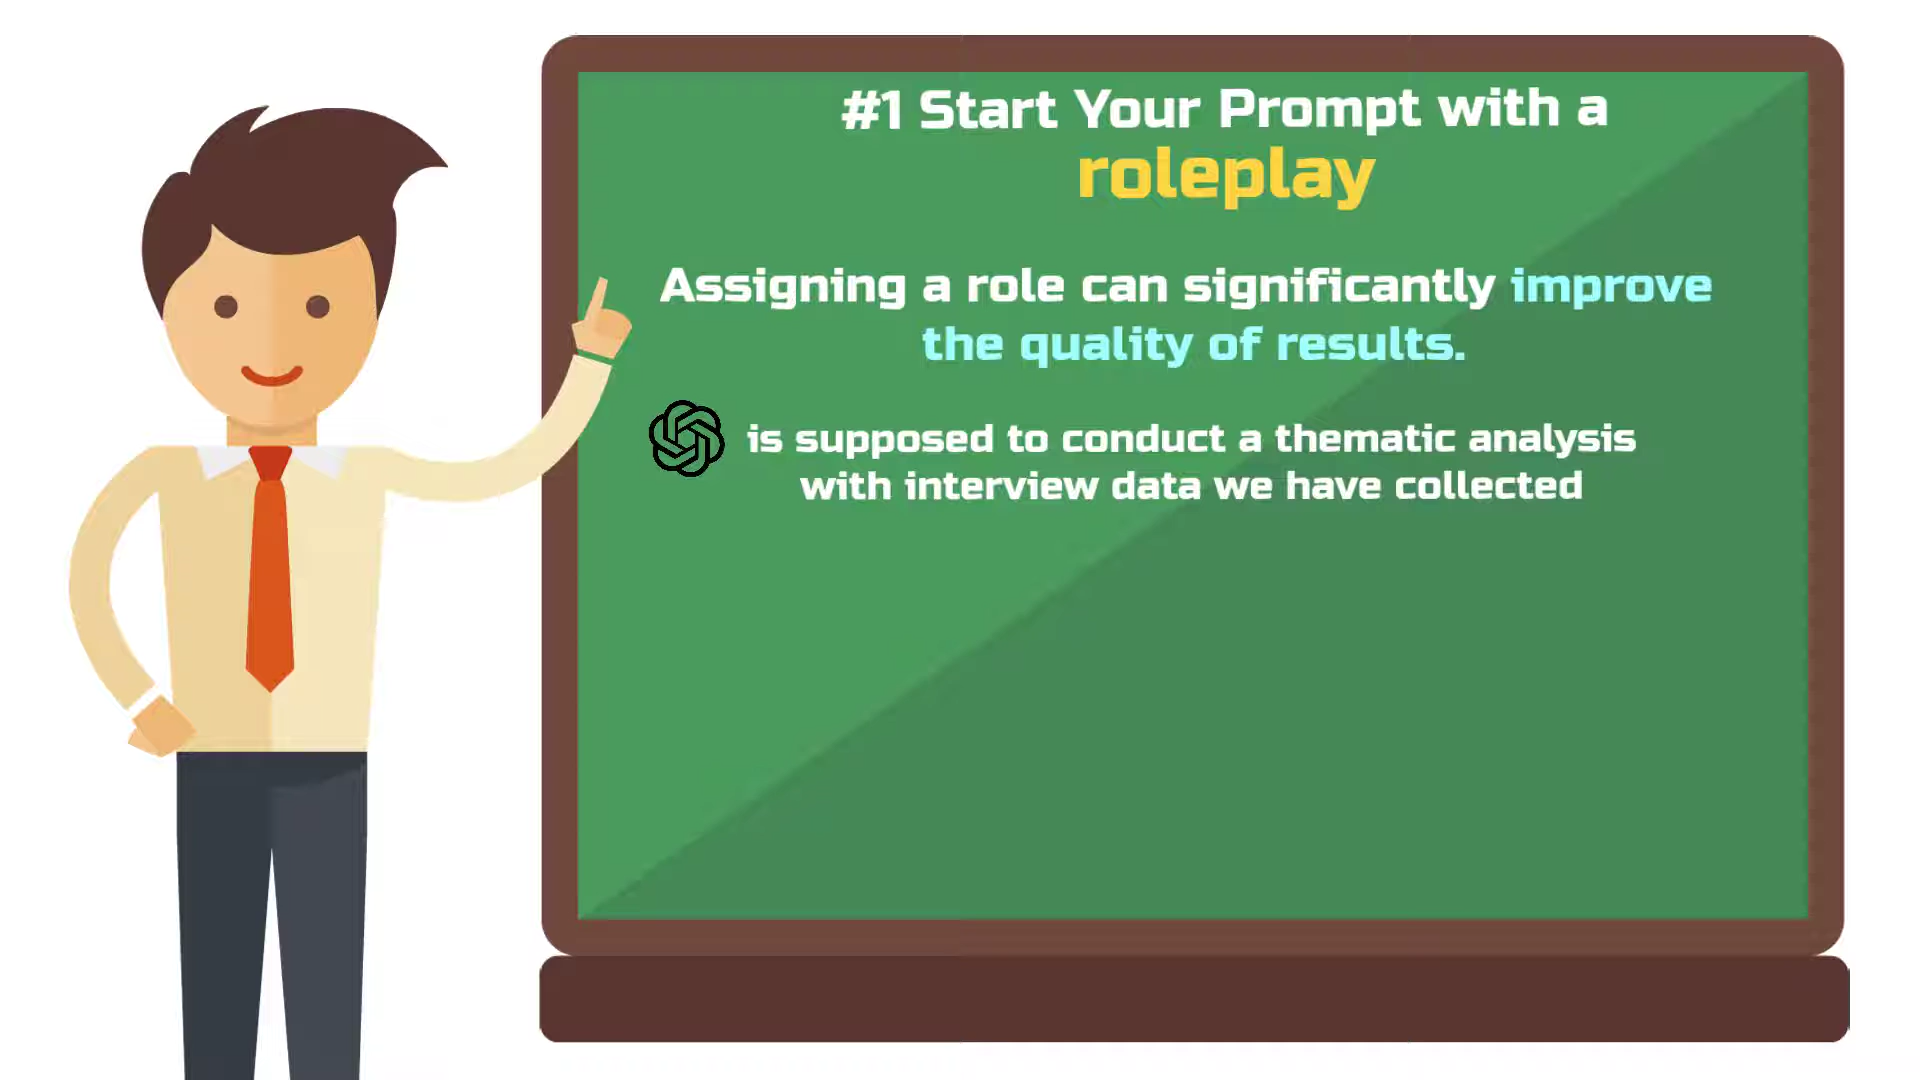 #1 Start Your Prompt with a
roleplay
Assigning a role can significantly improve
the quality of results.
is supposed to conduct a thematic analysis
with interview data we have collected